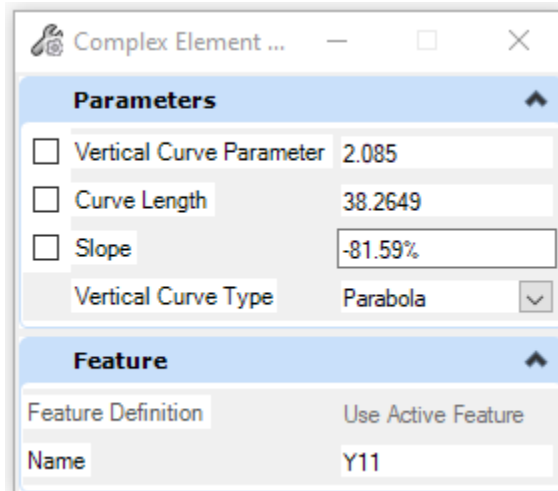 Complex Element ...
Parameters
Vertical Curve Parameter 2.085
Curve Length 38.2649
Slope -81.59%
Vertical Curve Type Parabola
Feature
Feature Definition Use Active Feature
Name Y11